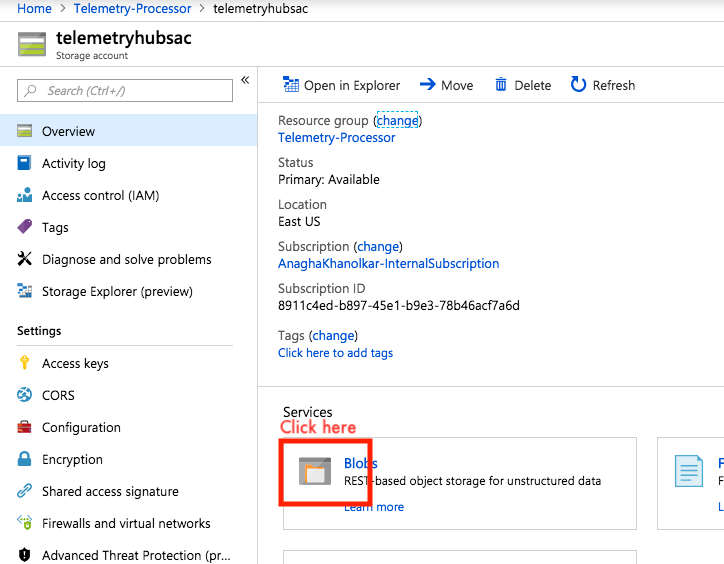 Home > Telemetry-Processor > telemetryhubsac
telemetryhubsac
Storage account
Search (Ctrl+/)
«
Overview
Activity log
Access control (IAM)
Tags
Diagnose and solve problems
Storage Explorer (preview)
Settings
Access keys
CORS
Configuration
Encryption
Shared access signature
Firewalls and virtual networks
Advanced Threat Protection (pr...
Open in Explorer Move Delete Refresh
Resource group (change)
Telemetry-Processor
Status
Primary: Available
Location
East US
Subscription (change)
AnaghaKhanolkar-InternalSubscription
Subscription ID
8911c4ed-b897-45e1-b9e3-78b46acf7a6d
Tags (change)
Click here to add tags
Services
Click here
Blobs
REST-based object storage for unstructured data
Learn more
F
F
L